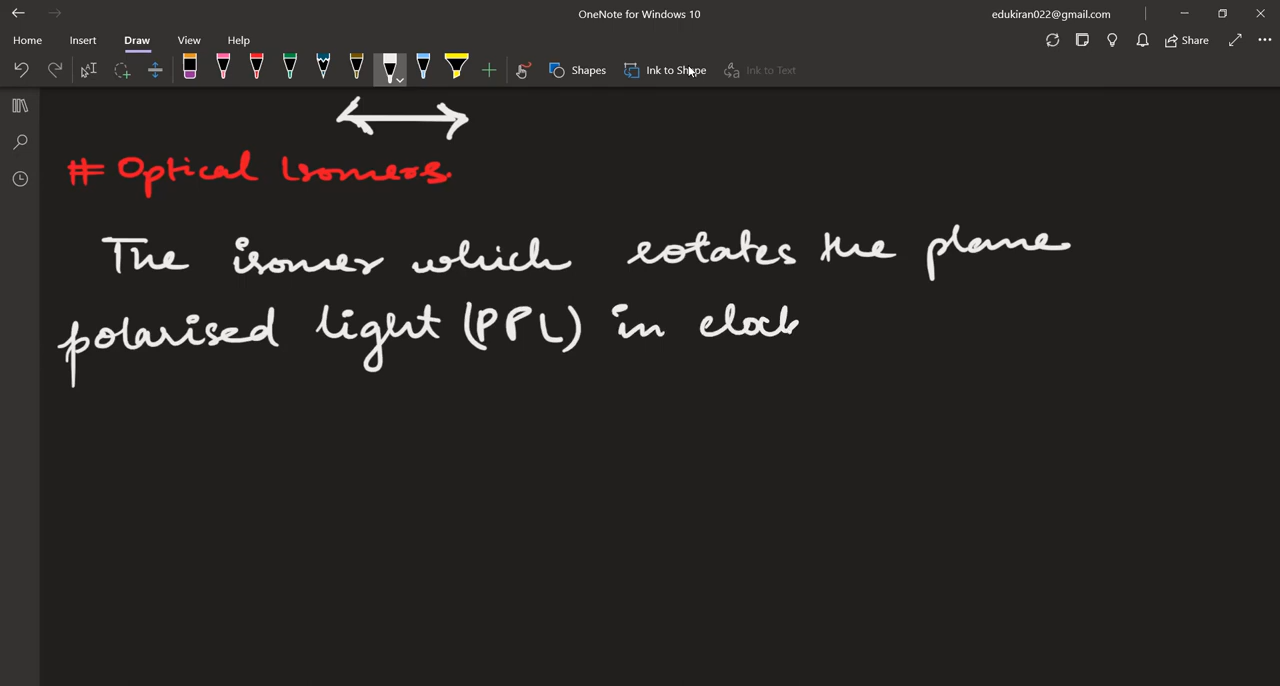 OneNote for Windows 10
edukiran022@gmail.com
Home Insert Draw View Help
Share
Shapes Ink to Shape Ink to Text
# Optical Isomers.
The isomer which rotates the plane
polarised light (PPL) in clock